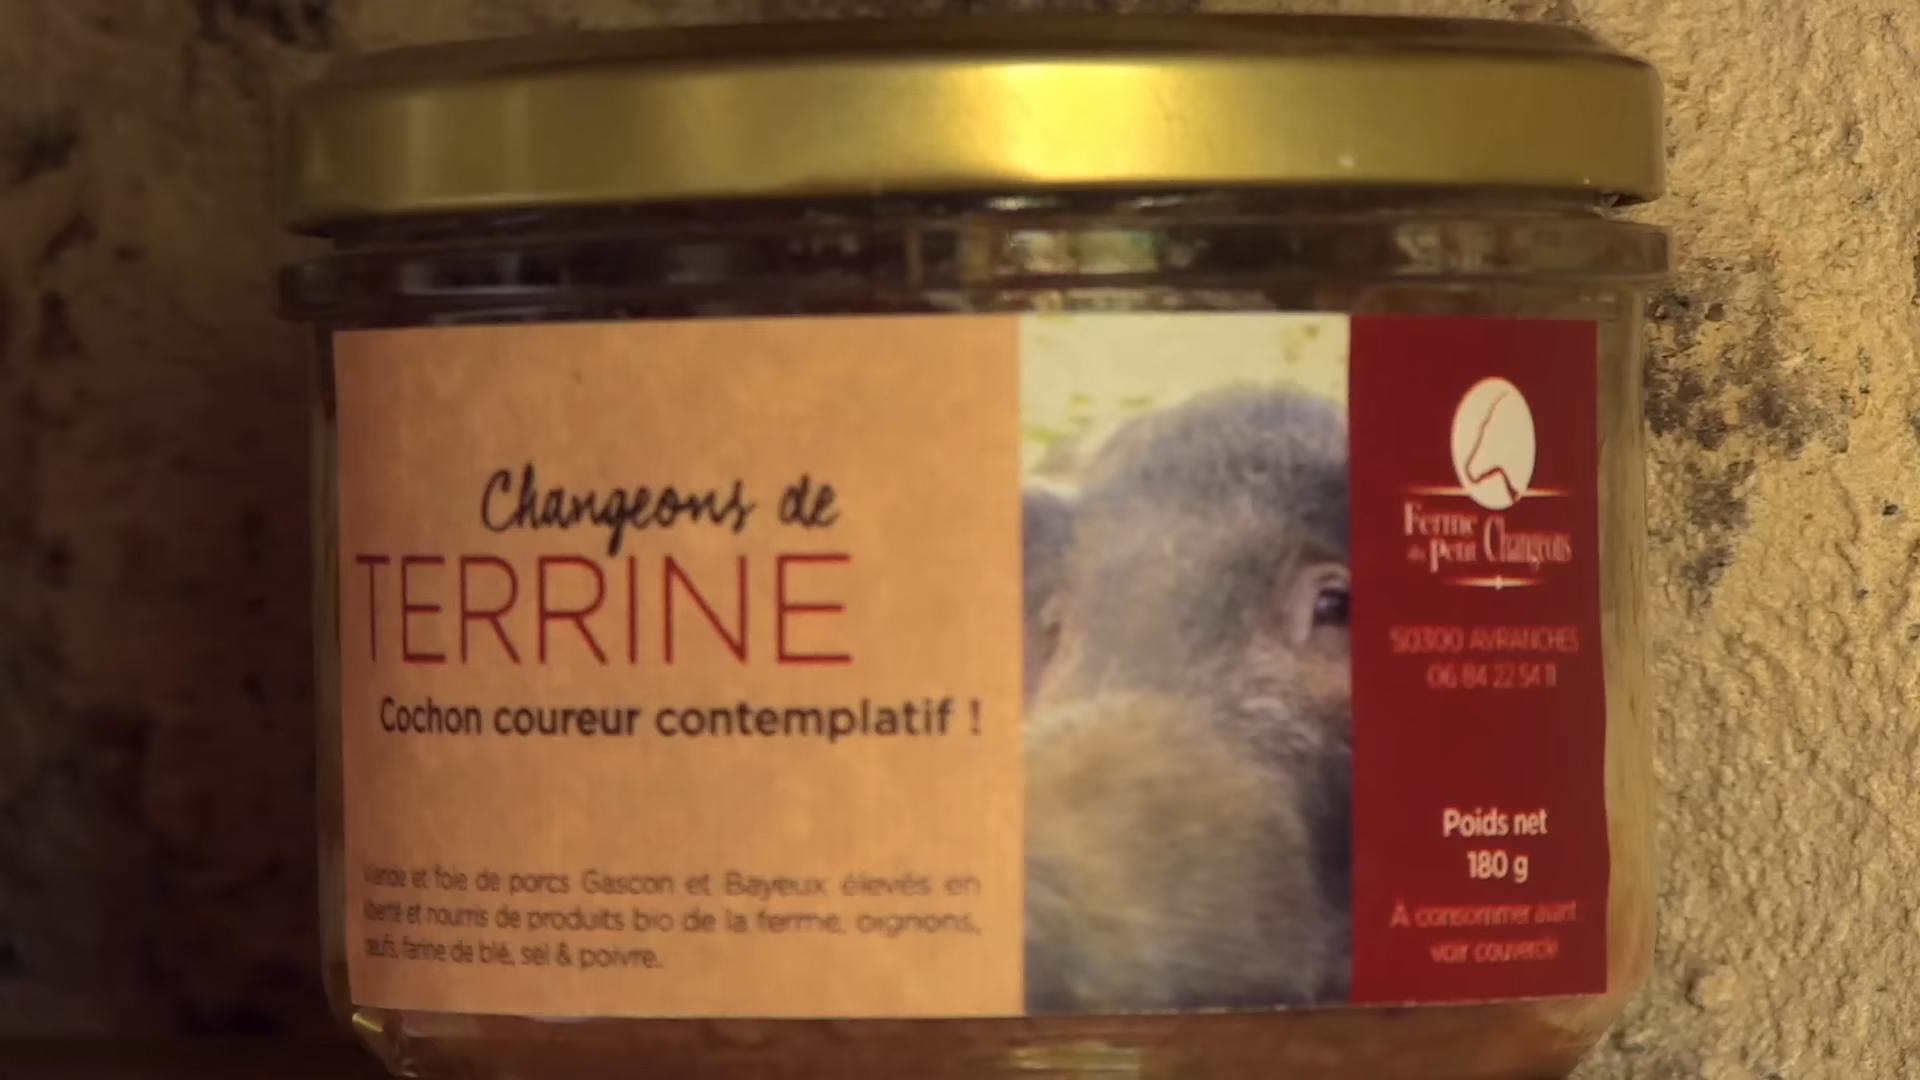 Changeons de
TERRINE
Cochon coureur contemplatif !
Viande et foie de porcs Gascon et Bayeux élevés en
liberté et nourris de produits bio de la ferme, oignons,
œufs, farine de blé, sel & poivre.
Ferme
du Petit Changeons
50300 AVRANCHES
06 84 22 54 11
Poids net
180 g
À consommer avant
voir couvercle